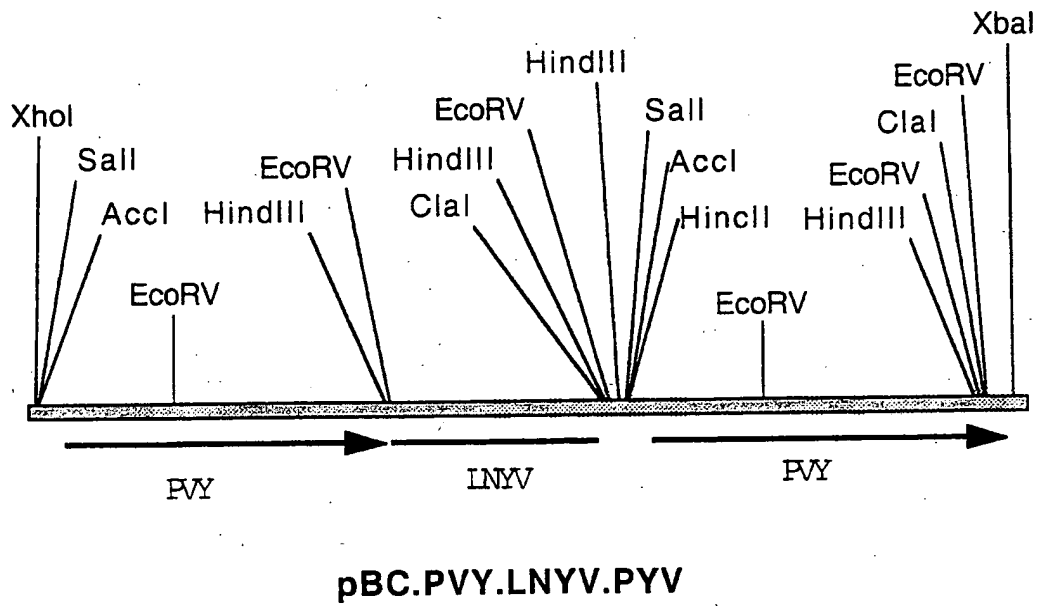 XbaI
HindIII
EcoRV
EcoRV
SalI
XhoI
ClaI
SalI
EcoRV
HindIII
AccI
EcoRV
AccI
HindIII
ClaI
HincII
HindIII
EcoRV
EcoRV
PVY
LNYV
PVY
pBC.PVY.LNYV.PYV